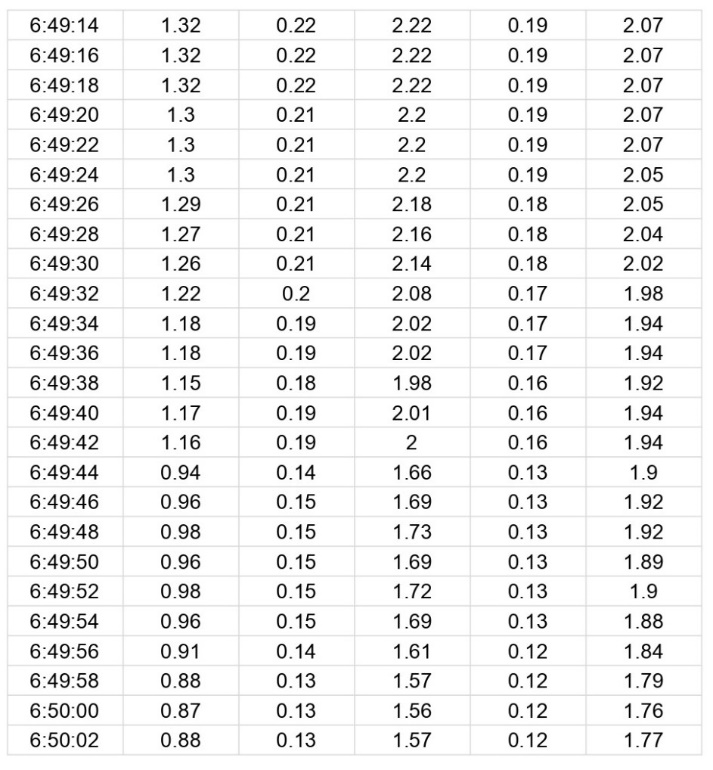 6:49:14 1.32 0.22 2.22 0.19 2.07
6:49:16 1.32 0.22 2.22 0.19 2.07
6:49:18 1.32 0.22 2.22 0.19 2.07
6:49:20 1.3 0.21 2.2 0.19 2.07
6:49:22 1.3 0.21 2.2 0.19 2.07
6:49:24 1.3 0.21 2.2 0.19 2.05
6:49:26 1.29 0.21 2.18 0.18 2.05
6:49:28 1.27 0.21 2.16 0.18 2.04
6:49:30 1.26 0.21 2.14 0.18 2.02
6:49:32 1.22 0.2 2.08 0.17 1.98
6:49:34 1.18 0.19 2.02 0.17 1.94
6:49:36 1.18 0.19 2.02 0.17 1.94
6:49:38 1.15 0.18 1.98 0.16 1.92
6:49:40 1.17 0.19 2.01 0.16 1.94
6:49:42 1.16 0.19 2 0.16 1.94
6:49:44 0.94 0.14 1.66 0.13 1.9
6:49:46 0.96 0.15 1.69 0.13 1.92
6:49:48 0.98 0.15 1.73 0.13 1.92
6:49:50 0.96 0.15 1.69 0.13 1.89
6:49:52 0.98 0.15 1.72 0.13 1.9
6:49:54 0.96 0.15 1.69 0.13 1.88
6:49:56 0.91 0.14 1.61 0.12 1.84
6:49:58 0.88 0.13 1.57 0.12 1.79
6:50:00 0.87 0.13 1.56 0.12 1.76
6:50:02 0.88 0.13 1.57 0.12 1.77